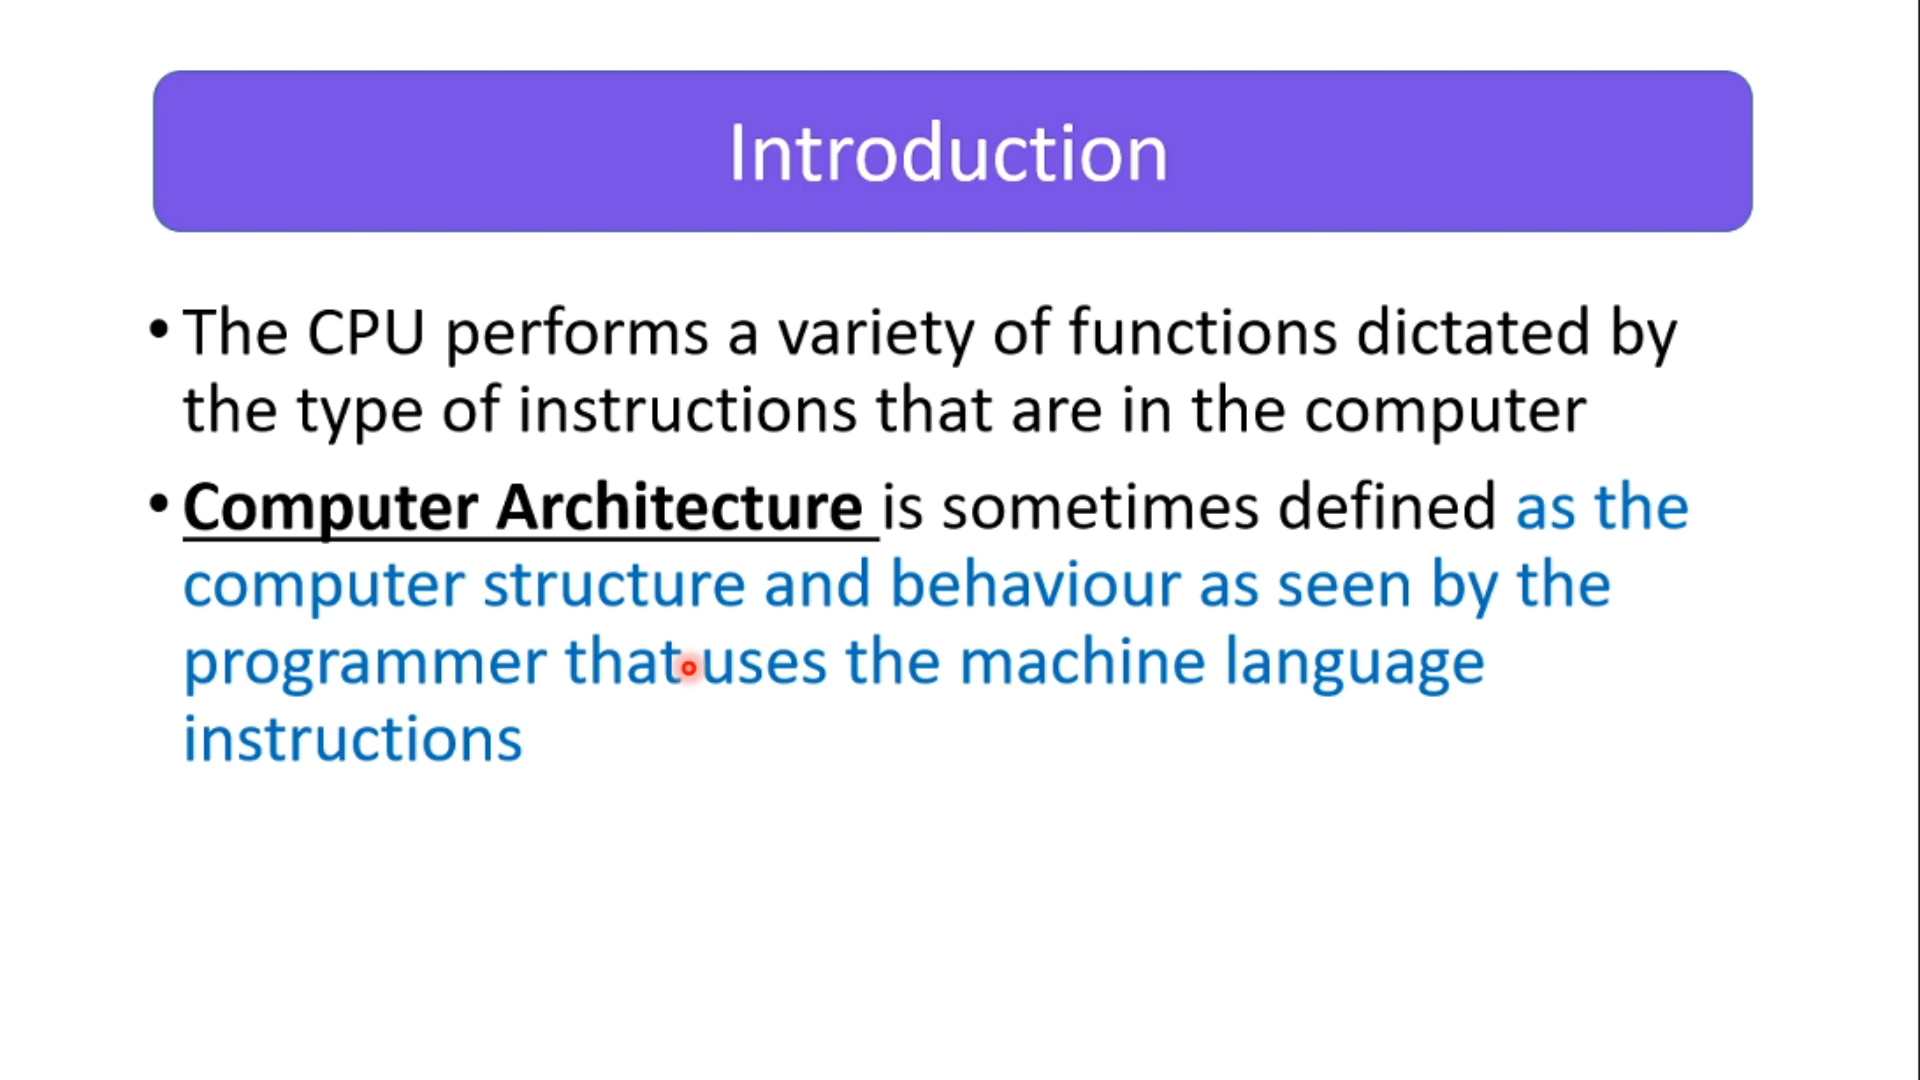 Introduction
• The CPU performs a variety of functions dictated by
the type of instructions that are in the computer
• Computer Architecture is sometimes defined as the
computer structure and behaviour as seen by the
programmer that uses the machine language
instructions